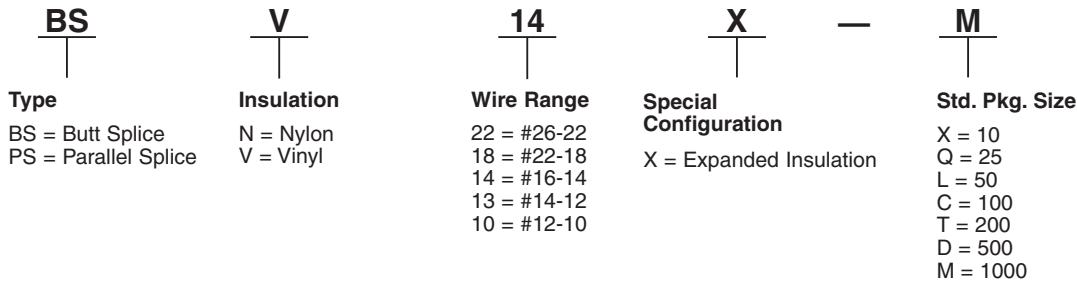 BS V 14 X — M
Type
BS = Butt Splice
PS = Parallel Splice
Insulation
N = Nylon
V = Vinyl
Wire Range
22 = #26-22
18 = #22-18
14 = #16-14
13 = #14-12
10 = #12-10
Special
Configuration
X = Expanded Insulation
Std. Pkg. Size
X = 10
Q = 25
L = 50
C = 100
T = 200
D = 500
M = 1000